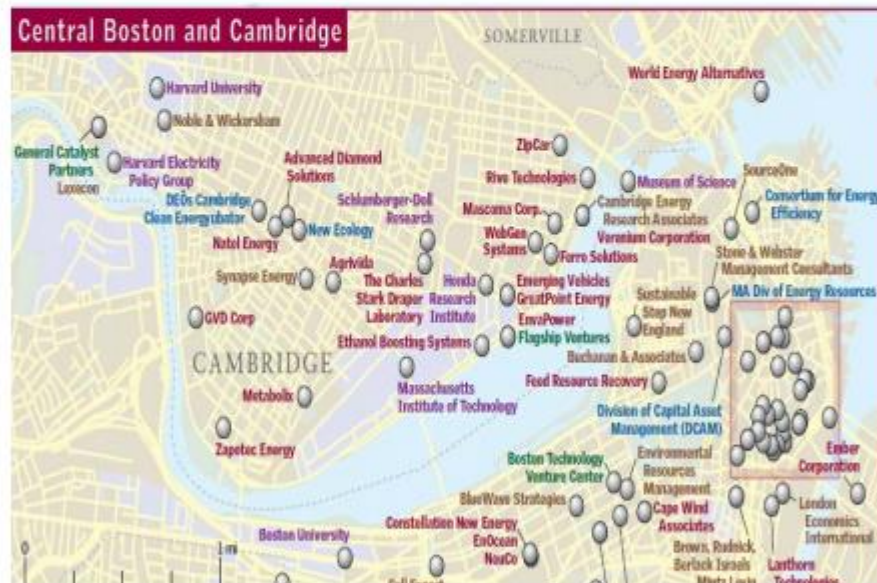 Central Boston and Cambridge
SOMERVILLE
World Energy Alternatives
Harvard University
Noble & Wickersham
General Catalyst
Partners
Lexecon
Harvard Electricity
Policy Group
Advanced Diamond
Solutions
ZipCar
Rive Technologies
Museum of Science
SourceOne
Consortium for Energy
Efficiency
DEOs Cambridge
Clean Energyubator
Schlumberger-Doll
Research
Mascoma Corp.
Cambridge Energy
Research Associates
Veranium Corporation
Natel Energy
New Ecology
WebGen
Systems
Ferro Solutions
Stone & Webster
Management Consultants
Synapse Energy
Agrivida
The Charles
Stark Draper
Laboratory
Honda
Research
Institute
Emerging Vehicles
GreatPoint Energy
EnvaPower
Flagship Ventures
Sustainable
Step New
England
MA Div of Energy Resources
GVD Corp
Ethanol Boosting Systems
Buchanan & Associates
CAMBRIDGE
Massachusetts
Institute of Technology
Feed Resource Recovery
Metabolix
Division of Capital Asset
Management (DCAM)
Zapotec Energy
Ember
Corporation
Boston Technology
Venture Center
Environmental
Resources
Management
BlueWave Strategies
Cape Wind
Associates
London
Economics
International
Boston University
Constellation New Energy
EnOcean
NeuCo
Brown, Rudnick,
Berlack Israels
Lanthorn
Technologies
0
1 mi